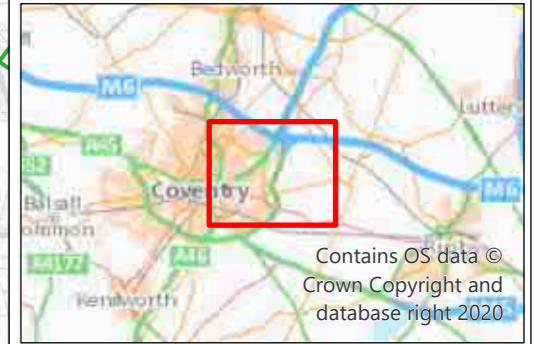 Bedworth
M6
Lutter
A45
Coventry
M6
Balsall
ommon
A46
A4177
Kenilworth
Contains OS data ©
Crown Copyright and
database right 2020